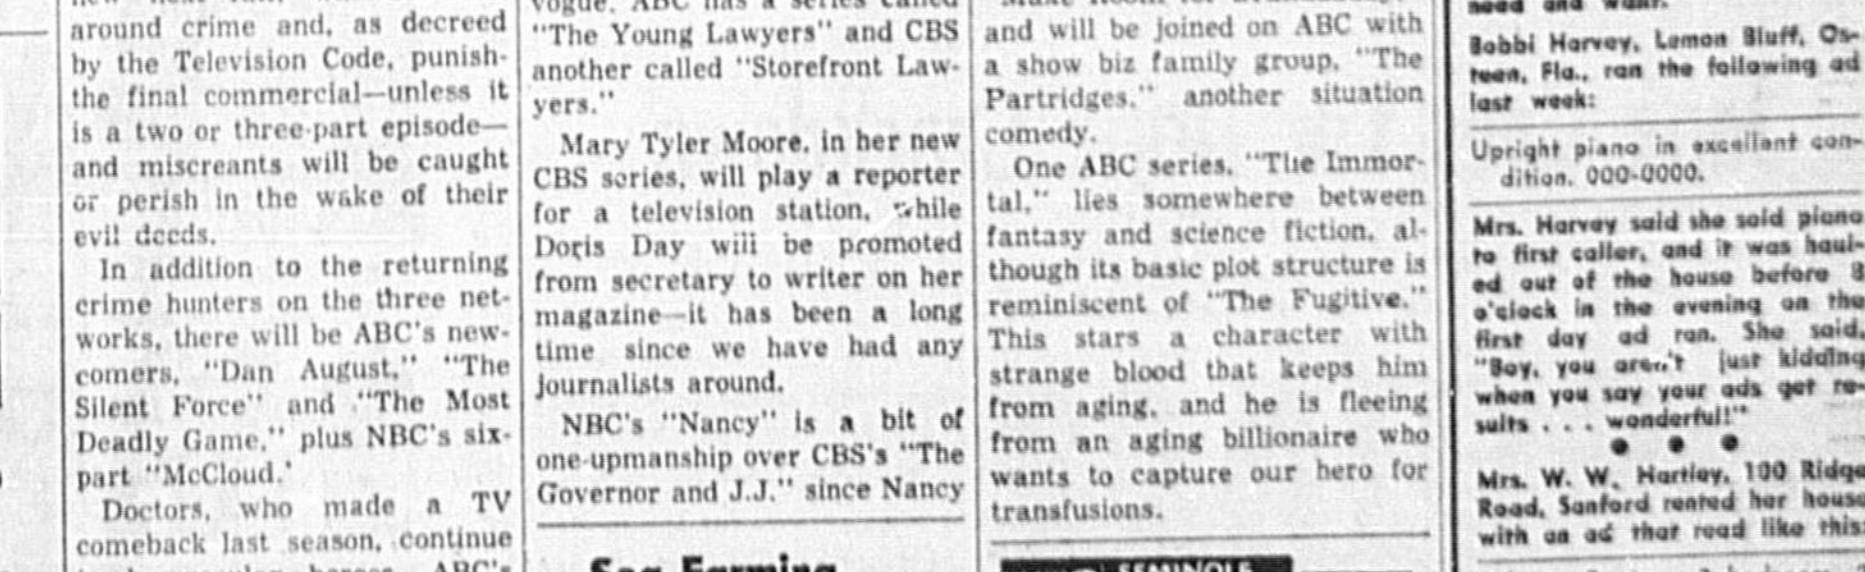 around crime and, as decreed
by the Television Code, punish-
the final commercial—unless it
is a two or three-part episode—
and miscreants will be caught
or perish in the wake of their
evil deeds.
In addition to the returning
crime hunters on the three net-
works, there will be ABC's new-
comers, "Dan August," "The
Silent Force" and "The Most
Deadly Game," plus NBC's six-
part "McCloud.'
Doctors, who made a TV
comeback last season, continue
ABC's
vogue, ABC has a series called
"The Young Lawyers" and CBS
another called "Storefront Law-
yers."
Mary Tyler Moore, in her new
CBS series, will play a reporter
for a television station, while
Doris Day will be promoted
from secretary to writer on her
magazine—it has been a long
time since we have had any
journalists around.
NBC's "Nancy" is a bit of
one-upmanship over CBS's "The
Governor and J.J." since Nancy
Sea Farming
and will be joined on ABC with
a show biz family group, "The
Partridges," another situation
comedy.
One ABC series, "The Immor-
tal," lies somewhere between
fantasy and science fiction, al-
though its basic plot structure is
reminiscent of "The Fugitive."
This stars a character with
strange blood that keeps him
from aging, and he is fleeing
from an aging billionaire who
wants to capture our hero for
transfusions.
SEMINOLE
need and want.
Bobbi Harvey, Lemon Bluff, Os-
teen, Fla., ran the following ad
last week:
Upright piano in excellent con-
dition. 000-0000.
Mrs. Harvey said she sold piano
to first caller, and it was haul-
ed out of the house before 8
o'clock in the evening on the
first day ad ran. She said,
"Boy, you aren't just kidding
when you say your ads get re-
sults . . . wonderful!"
● ● ●
Mrs. W. W. Hartley, 100 Ridge
Road, Sanford rented her house
with an ad that read like this: